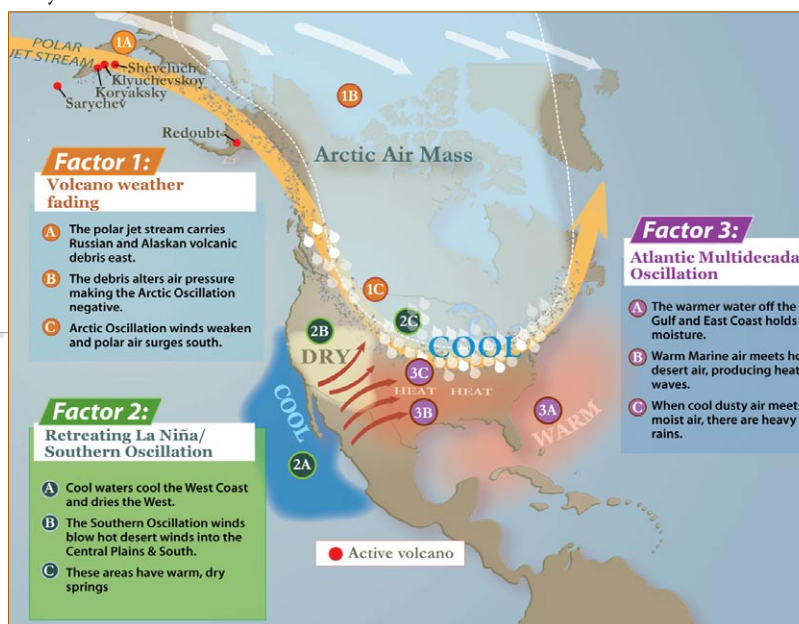 POLAR
JET STREAM
1A
Sheveluch
Klyuchevskoy
Koryaksky
Sarychev
Redoubt
1B
Arctic Air Mass
Factor 1:
Volcano weather
fading
A The polar jet stream carries
Russian and Alaskan volcanic
debris east.
B The debris alters air pressure
making the Arctic Oscillation
negative.
C Arctic Oscillation winds weaken
and polar air surges south.
Factor 2:
Retreating La Niña/
Southern Oscillation
A Cool waters cool the West Coast
and dries the West.
B The Southern Oscillation winds
blow hot desert winds into the
Central Plains & South.
C These areas have warm, dry
springs
1C
2B
2C
DRY
COOL
3C
HEAT HEAT
3B
3A
COOL
WARM
2A
Active volcano
Factor 3:
Atlantic Multidecada
Oscillation
A The warmer water off the
Gulf and East Coast holds
moisture.
B Warm Marine air meets ho
desert air, producing heat
waves.
C When cool dusty air meets
moist air, there are heavy
rains.